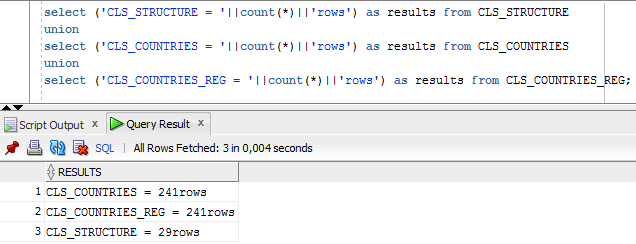 select ('CLS_STRUCTURE = '||count(*)||'rows') as results from CLS_STRUCTURE
union
select ('CLS_COUNTRIES = '||count(*)||'rows') as results from CLS_COUNTRIES
union
select ('CLS_COUNTRIES_REG = '||count(*)||'rows') as results from CLS_COUNTRIES_REG;
Script Output x Query Result x
SQL | All Rows Fetched: 3 in 0,004 seconds
RESULTS
1 CLS_COUNTRIES = 241rows
2 CLS_COUNTRIES_REG = 241rows
3 CLS_STRUCTURE = 29rows